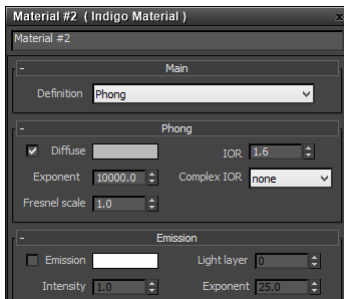 Material #2 ( Indigo Material ) x
Material #2
- Main
Definition Phong
- Phong
Diffuse IOR 1.6
Exponent 10000.0 Complex IOR none
Fresnel scale 1.0
- Emission
Emission Light layer 0
Intensity 1.0 Exponent 25.0